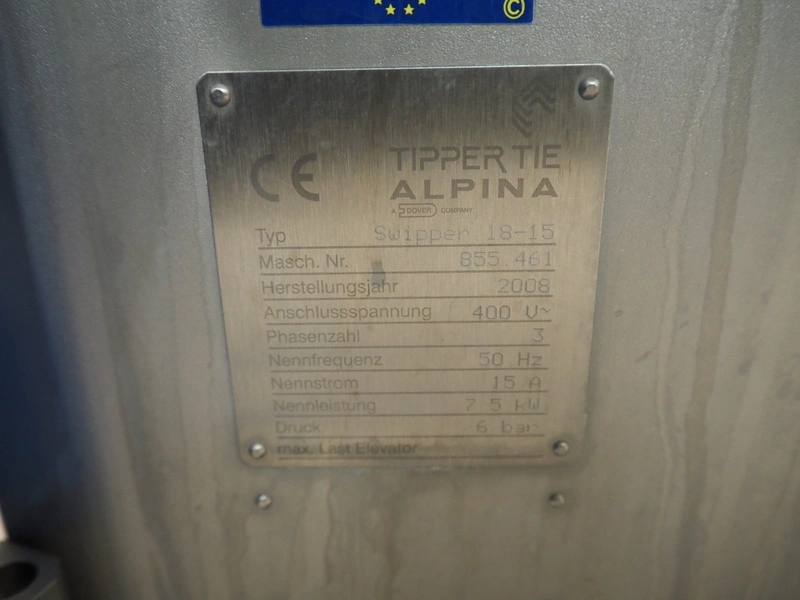 ©
CE
TIPPER TIE
ALPINA
A DOVER COMPANY
Typ Swipper 18-15
Masch. Nr. 855.461
Herstellungsjahr 2008
Anschlussspannung 400 V~
Phasenzahl 3
Nennfrequenz 50 Hz
Nennstrom 15 A
Nennleistung 7.5 kW
Druck 6 bar
max. Last Elevator